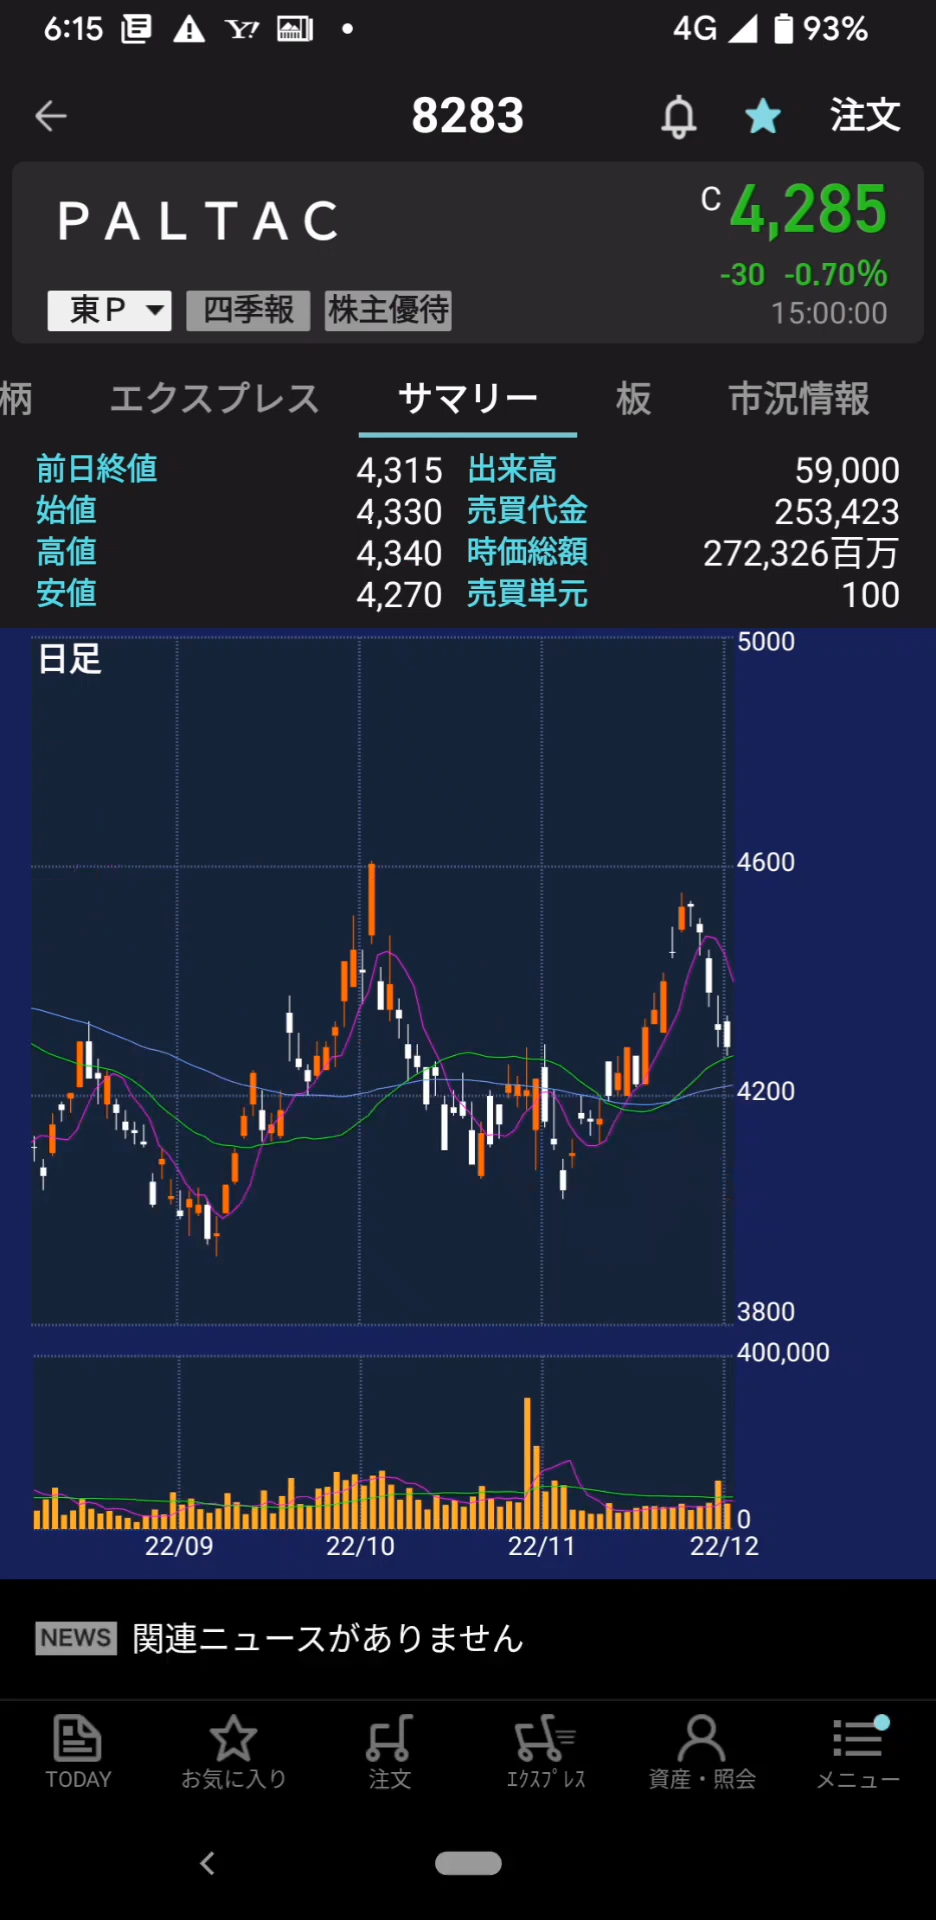 6:15 Y! 4G 93%
8283 注文
PALTAC
C 4,285
-30 -0.70%
東P 四季報 株主優待 15:00:00
柄 エクスプレス サマリー 板 市況情報
前日終値 4,315 出来高 59,000
始値 4,330 売買代金 253,423
高値 4,340 時価総額 272,326百万
安値 4,270 売買単元 100
日足
5000
4600
4200
3800
400,000
0
22/09 22/10 22/11 22/12
NEWS 関連ニュースがありません
TODAY お気に入り 注文 ｴｸｽﾌﾟﾚｽ 資産・照会 メニュー